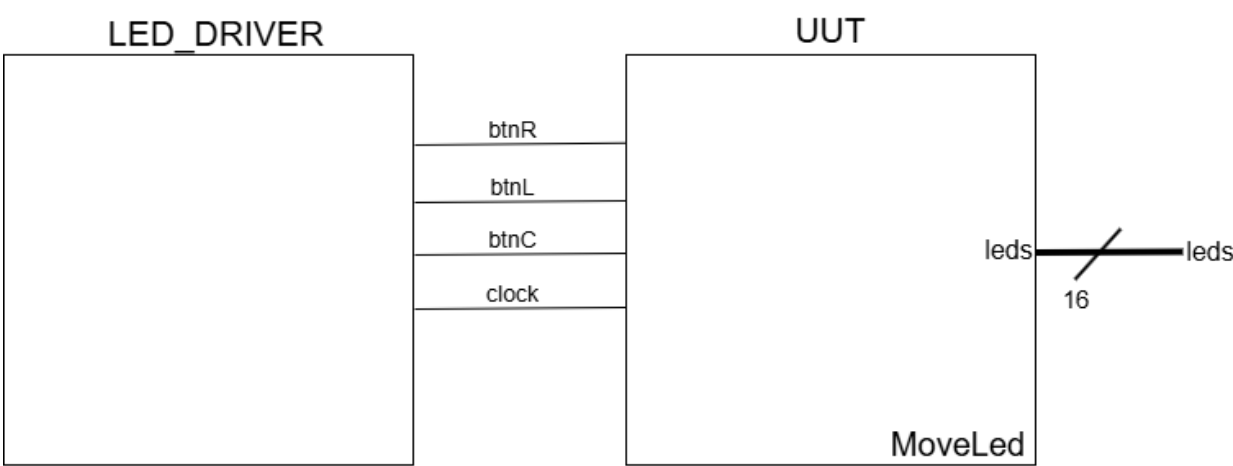 LED_DRIVER
UUT
btnR
btnL
btnC
clock
leds
leds
16
MoveLed